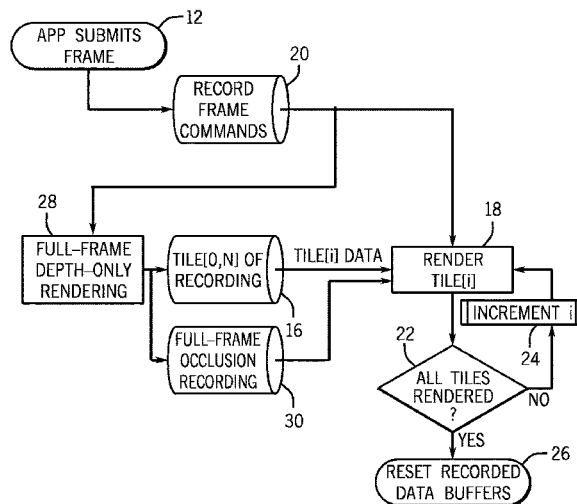 APP SUBMITS
FRAME
12
RECORD
FRAME
COMMANDS
20
28
FULL-FRAME
DEPTH-ONLY
RENDERING
TILE[0,N] OF
RECORDING
16
TILE[i] DATA
18
RENDER
TILE[i]
FULL-FRAME
OCCLUSION
RECORDING
30
INCREMENT i
24
22
ALL TILES
RENDERED
?
NO
YES
26
RESET RECORDED
DATA BUFFERS